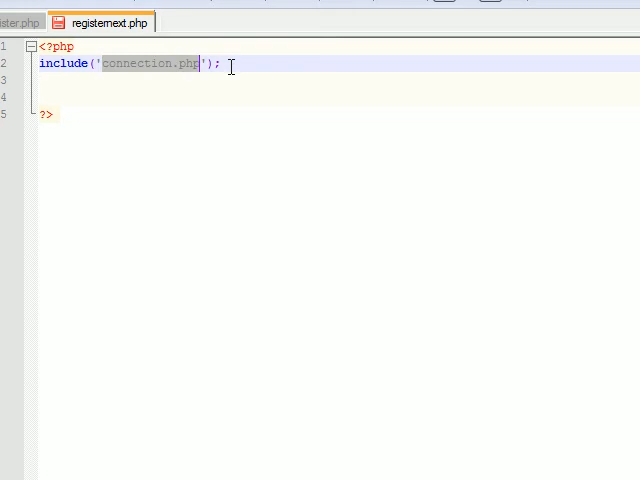 ister.php registernext.php
1 <?php
2 include('connection.php');
3
4
5 ?>